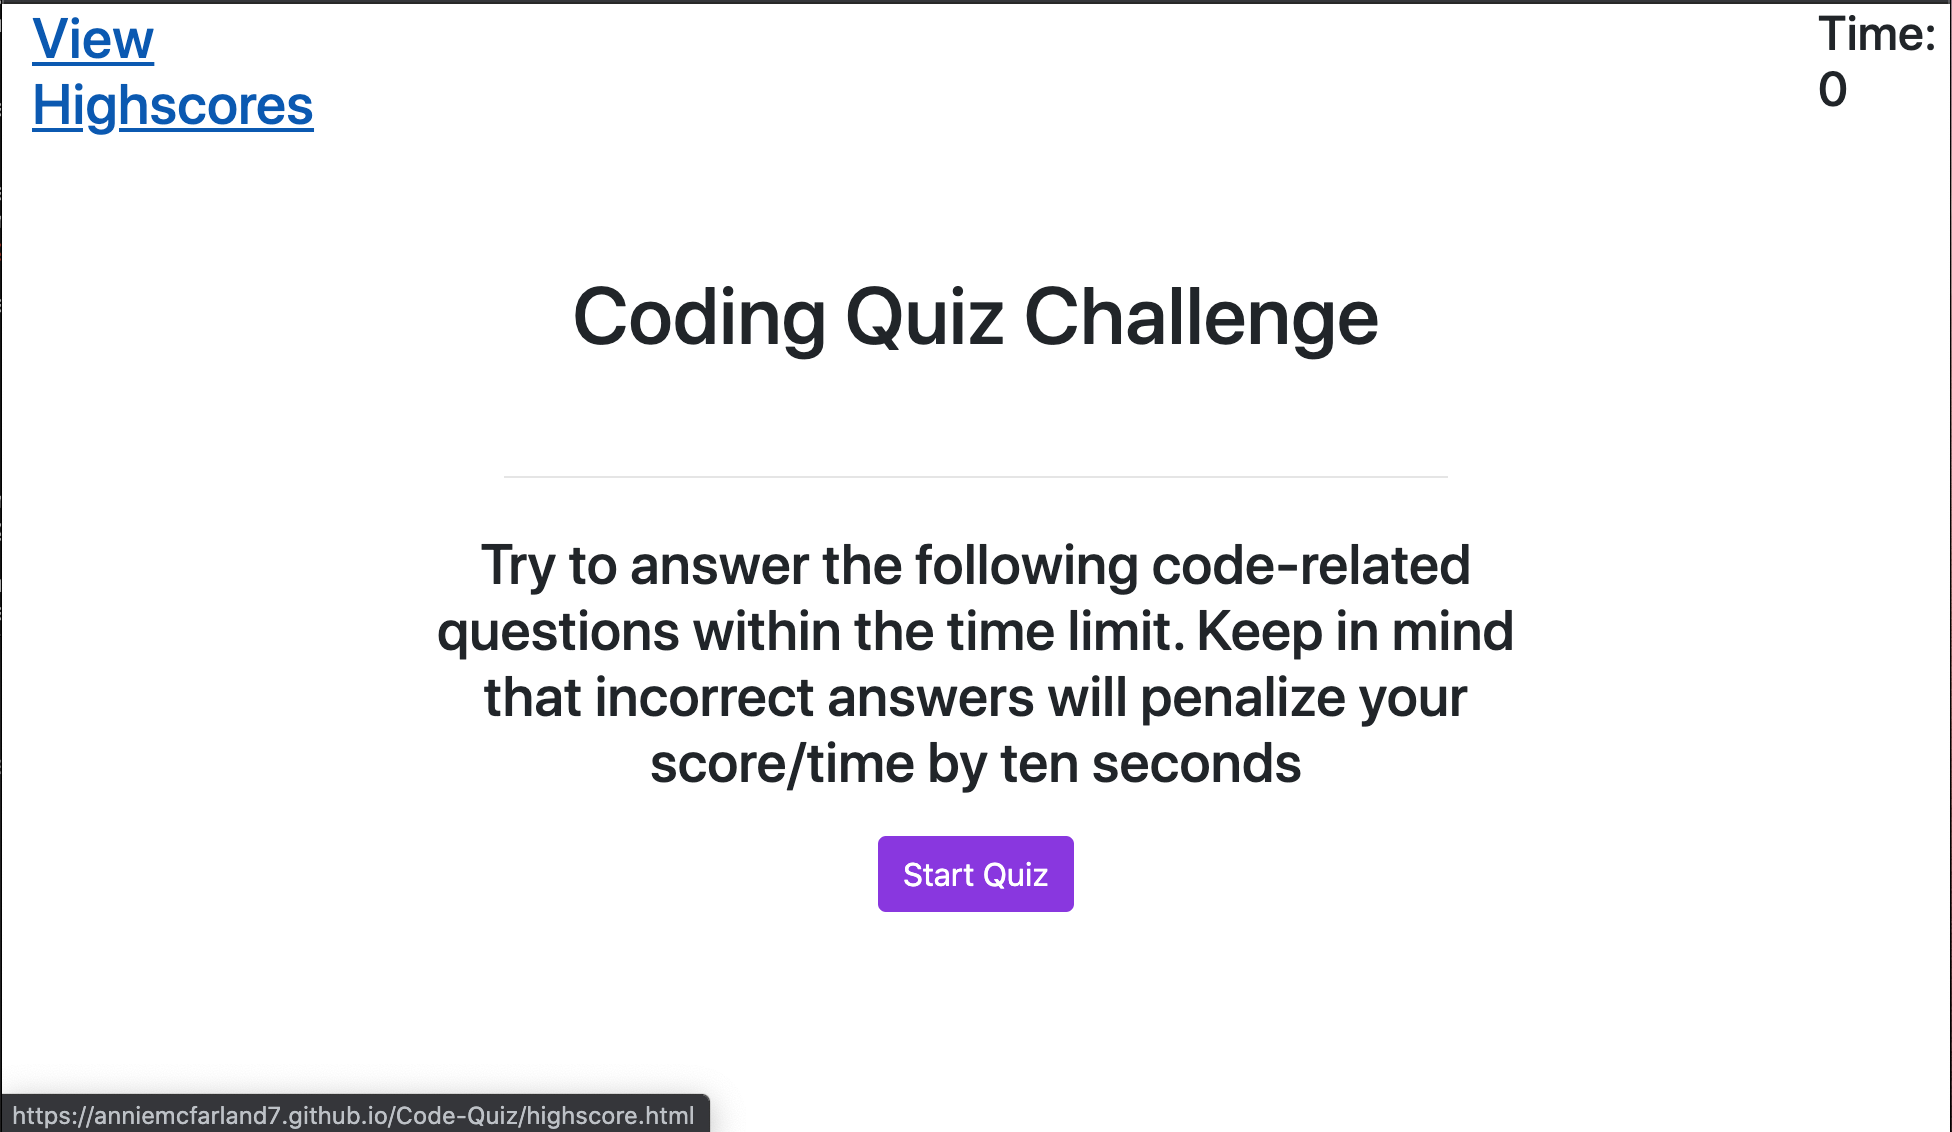 View
Highscores
Time:
0
Coding Quiz Challenge
Try to answer the following code-related
questions within the time limit. Keep in mind
that incorrect answers will penalize your
score/time by ten seconds
Start Quiz
https://anniemcfarland7.github.io/Code-Quiz/highscore.html